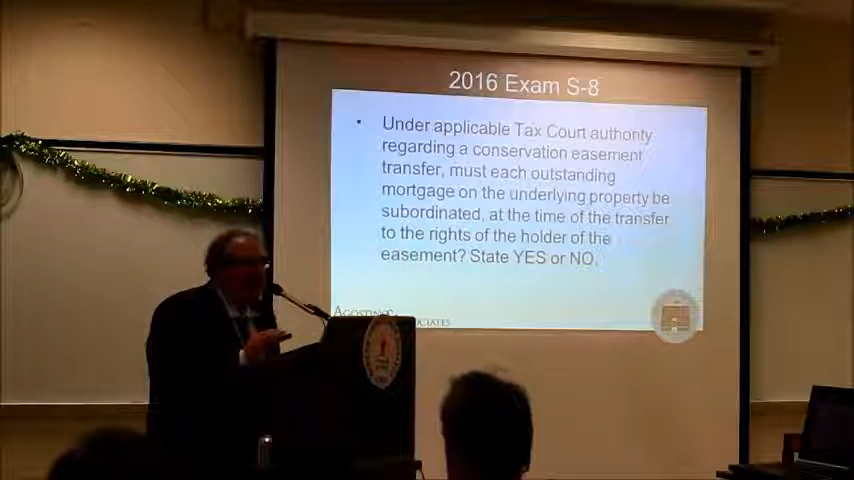 2016 Exam S-8
• Under applicable Tax Court authority
regarding a conservation easement
transfer, must each outstanding
mortgage on the underlying property be
subordinated, at the time of the transfer
to the rights of the holder of the
easement? State YES or NO.